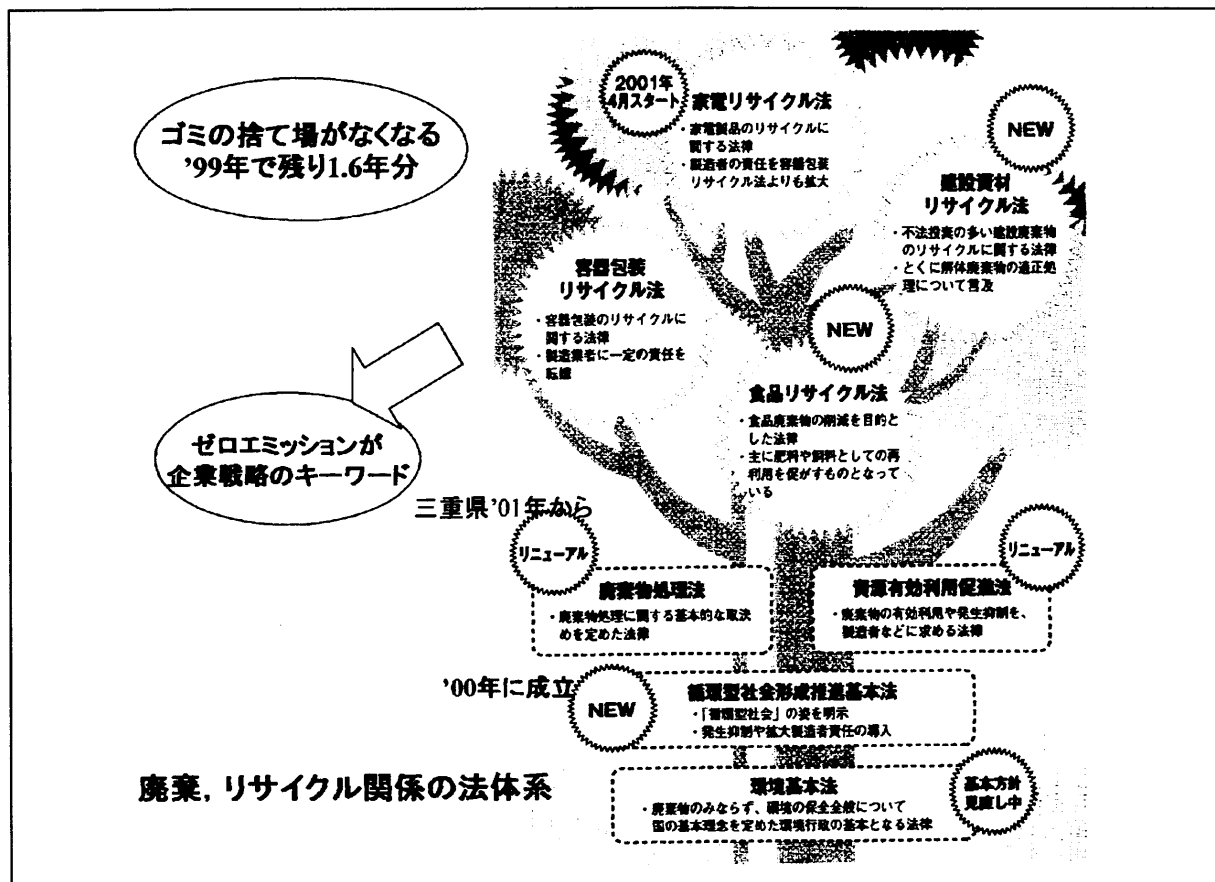 ゴミの捨て場がなくなる
’99年で残り1.6年分
ゼロエミッションが
企業戦略のキーワード
2001年
4月スタート
家電リサイクル法
・家電製品のリサイクルに
関する法律
・製造者の責任を容器包装
リサイクル法よりも拡大
NEW
建設資材
リサイクル法
・不法投棄の多い建設廃棄物
のリサイクルに関する法律
・とくに解体廃棄物の適正処
理について言及
容器包装
リサイクル法
・容器包装のリサイクルに
関する法律
・製造業者に一定の責任を
転嫁
NEW
食品リサイクル法
・食品廃棄物の削減を目的と
した法律
・主に肥料や飼料としての再
利用を促がすものとなって
いる
三重県’01年から
リニューアル
廃棄物処理法
・廃棄物処理に関する基本的な取決
めを定めた法律
リニューアル
資源有効利用促進法
・廃棄物の有効利用や発生抑制を、
製造者などに求める法律
’00年に成立
NEW
循環型社会形成推進基本法
・「循環型社会」の姿を明示
・発生抑制や拡大製造者責任の導入
廃棄, リサイクル関係の法体系
環境基本法
・廃棄物のみならず、環境の保全全般について
国の基本理念を定めた環境行政の基本となる法律
基本方針
見直し中